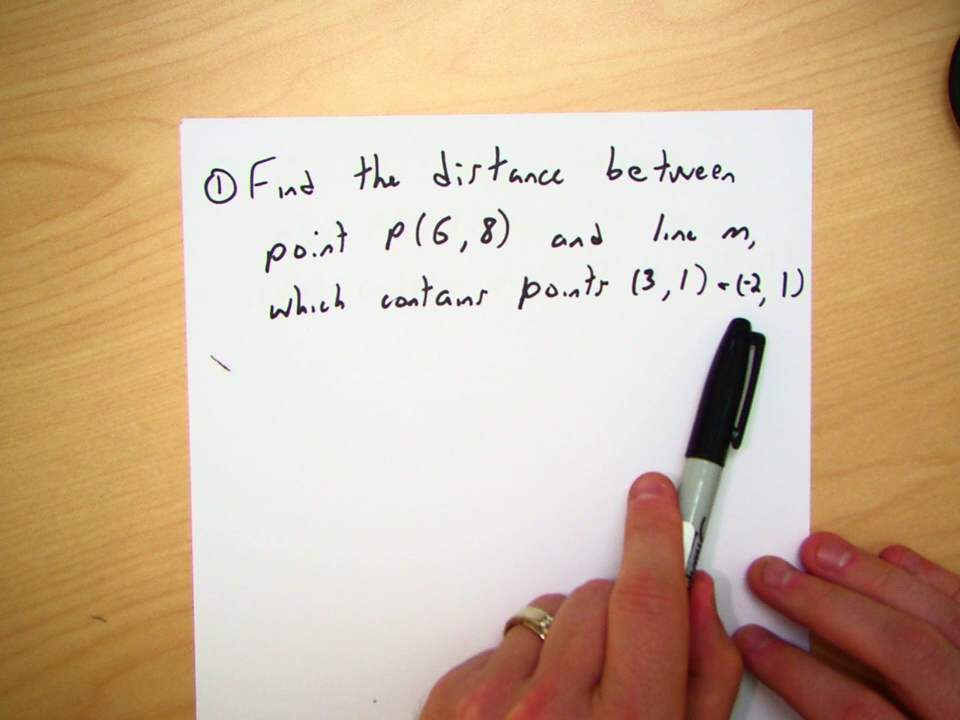 ① Find the distance between
point P(6,8) and line m,
which contains points (3,1) + (-2,1)